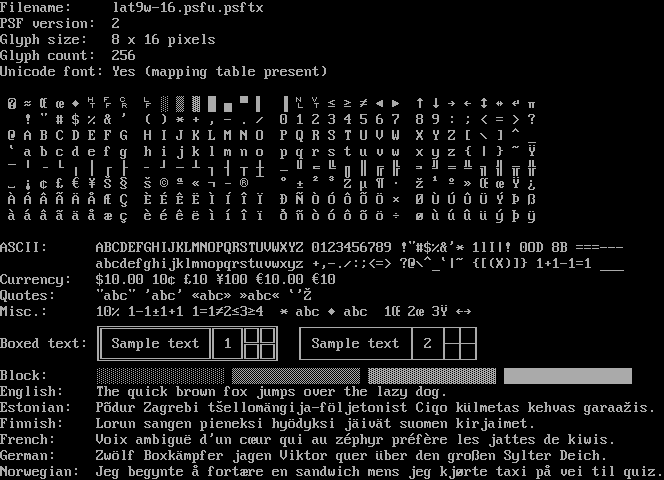 Filename:     lat9w-16.psfu.psftx
PSF version:  2
Glyph size:   8 x 16 pixels
Glyph count:  256
Unicode font: Yes (mapping table present)
≈ Œ œ ◆ ░ ▒ ▓ █ ▄ ▀ ▌ ≤ ≥ ≠ ◄ ► ↑ ↓ → ← ↕ ↔ ↵ π
! " # $ % & ' ( ) * + , - . / 0 1 2 3 4 5 6 7 8 9 : ; < = > ?
@ A B C D E F G H I J K L M N O P Q R S T U V W X Y Z [ \ ] ^ _
` a b c d e f g h i j k l m n o p q r s t u v w x y z { | } ~ Ÿ
¡ ¢ £ € ¥ Š § š © ª « ¬ - ® ¯ ° ± ² ³ Ž µ ¶ · ž ¹ º » Œ œ Ÿ ¿
À Á Â Ã Ä Å Æ Ç È É Ê Ë Ì Í Î Ï Ð Ñ Ò Ó Ô Õ Ö × Ø Ù Ú Û Ü Ý Þ ß
à á â ã ä å æ ç è é ê ë ì í î ï ð ñ ò ó ô õ ö ÷ ø ù ú û ü ý þ ÿ
ASCII:      ABCDEFGHIJKLMNOPQRSTUVWXYZ 0123456789 !"#$%&'* 1lI|! 0OD 8B ===---
abcdefghijklmnopqrstuvwxyz +,-./:;<=> ?@\^_`|~ {[(X)]} 1+1-1=1 ___
Currency:   $10.00 10¢ £10 ¥100 €10.00 €10
Quotes:     "abc" 'abc' «abc» »abc« `'Ž
Misc.:      10% 1-1±1+1 1=1≠2≤3≥4  * abc ◆ abc  1Œ 2œ 3Ÿ ↔
Boxed text: Sample text 1 Sample text 2
Block:
English:    The quick brown fox jumps over the lazy dog.
Estonian:   Põdur Zagrebi tšellomängija-följetonist Ciqo külmetas kehvas garaažis.
Finnish:    Lorun sangen pieneksi hyödyksi jäivät suomen kirjaimet.
French:     Voix ambiguë d'un cœur qui au zéphyr préfère les jattes de kiwis.
German:     Zwölf Boxkämpfer jagen Viktor quer über den großen Sylter Deich.
Norwegian:  Jeg begynte å fortære en sandwich mens jeg kjørte taxi på vei til quiz.